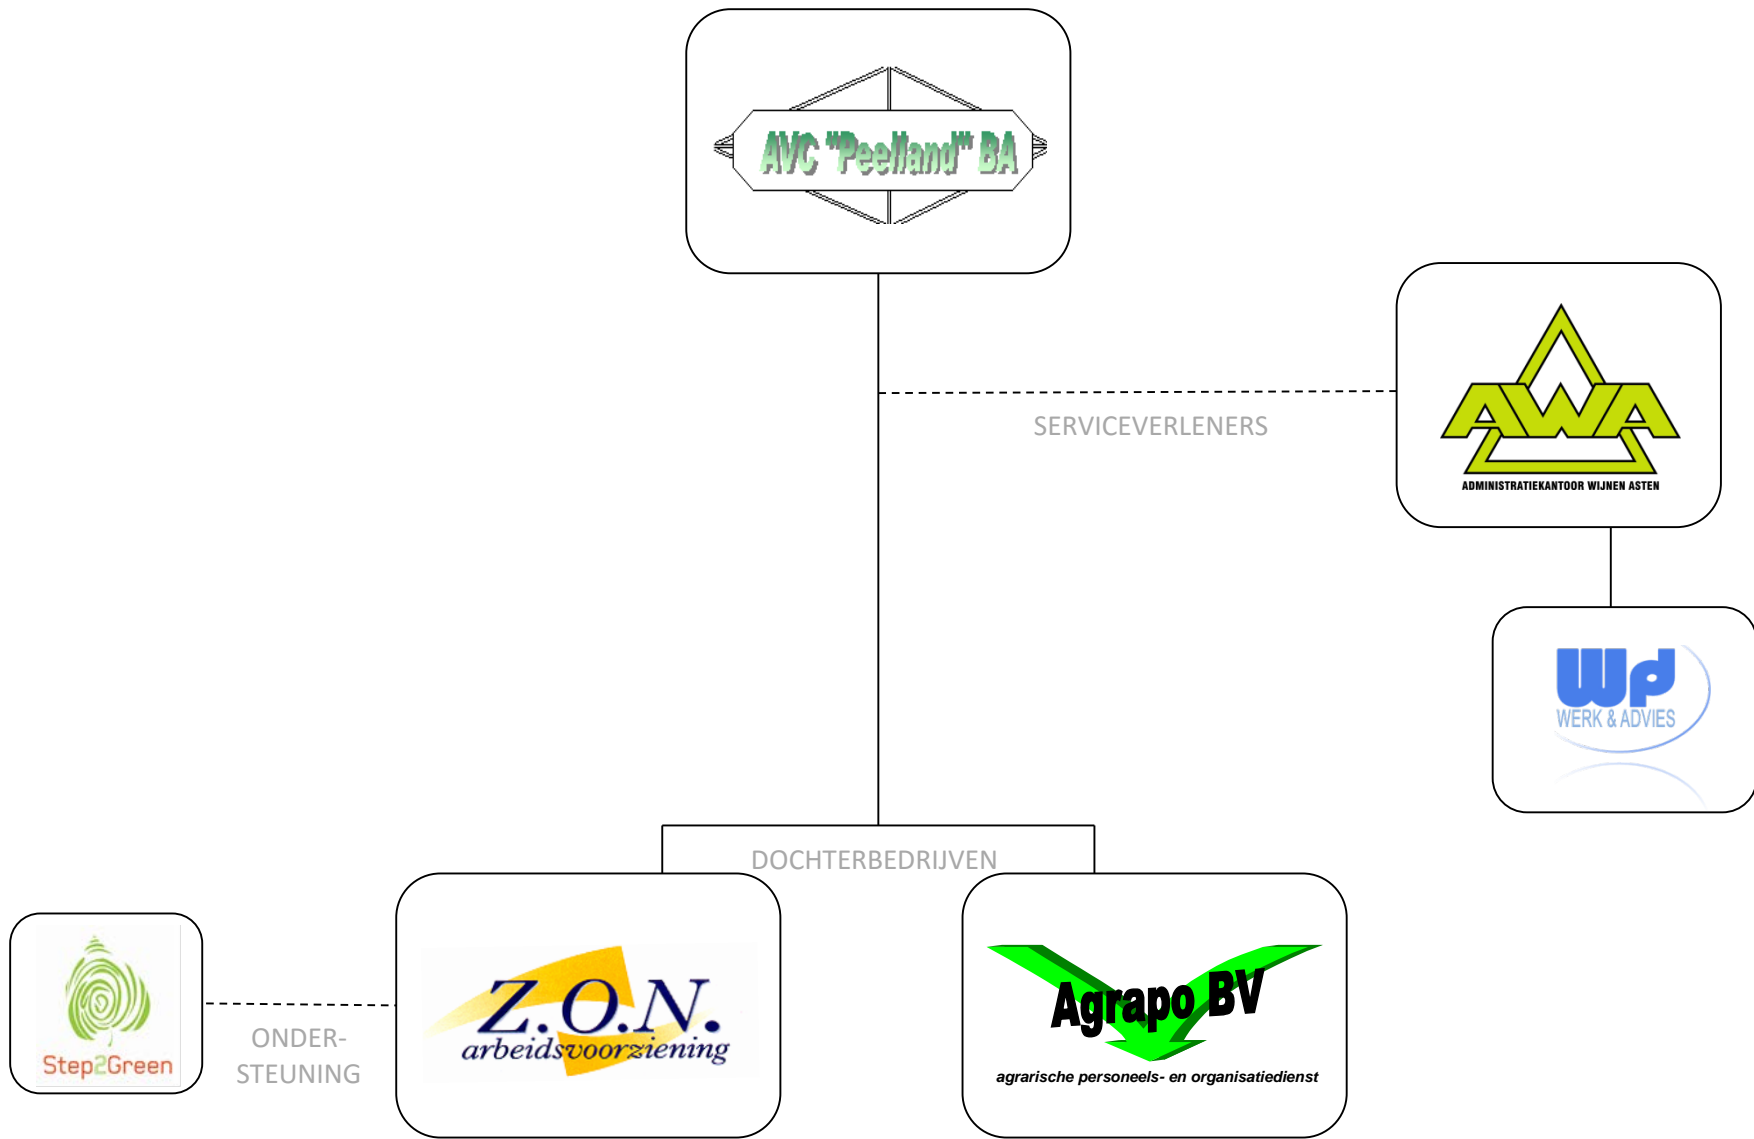 AVC "Peelland" BA
SERVICEVERLENERS
AWA
ADMINISTRATIEKANTOOR WIJNEN ASTEN
Wp
WERK & ADVIES
DOCHTERBEDRIJVEN
Step2Green
ONDER-
STEUNING
Z.O.N.
arbeidsvoorziening
Agrapo BV
agrarische personeels- en organisatiedienst